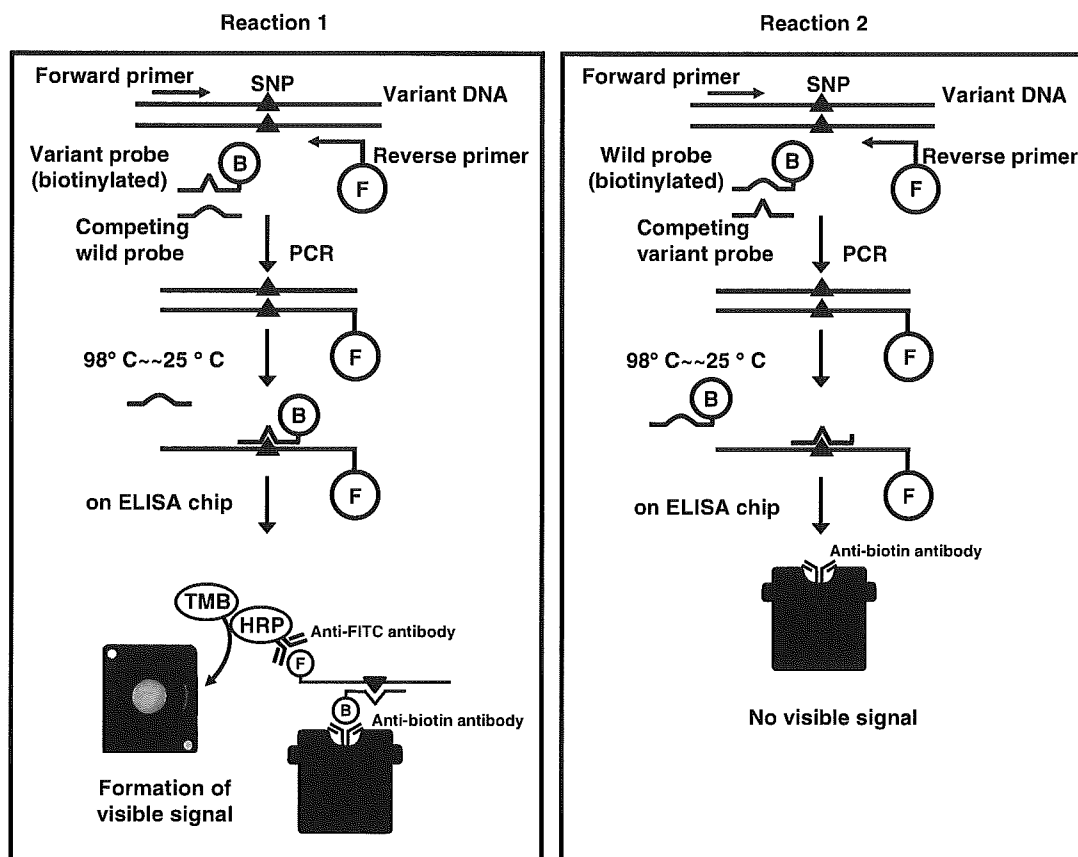 Reaction 1
Forward primer
SNP
Variant DNA
Variant probe
(biotinylated)
B
Reverse primer
F
Competing
wild probe
PCR
F
98° C~~25 ° C
B
F
on ELISA chip
TMB
HRP
Anti-FITC antibody
F
B
Anti-biotin antibody
Formation of
visible signal
Reaction 2
Forward primer
SNP
Variant DNA
Wild probe
(biotinylated)
B
Reverse primer
F
Competing
variant probe
PCR
F
98° C~~25 ° C
B
F
on ELISA chip
Anti-biotin antibody
No visible signal